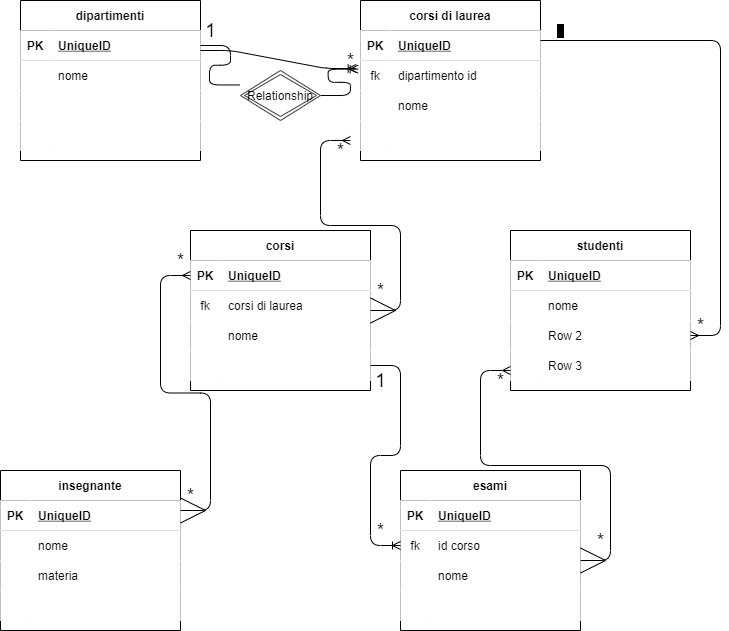 dipartimenti
PK UniqueID
nome
1
Relationship
*
corsi di laurea
PK UniqueID
fk dipartimento id
nome
*
corsi
PK UniqueID
fk corsi di laurea
nome
*
*
1
studenti
PK UniqueID
nome
Row 2
Row 3
*
*
insegnante
PK UniqueID
nome
materia
*
esami
PK UniqueID
fk id corso
nome
*
*